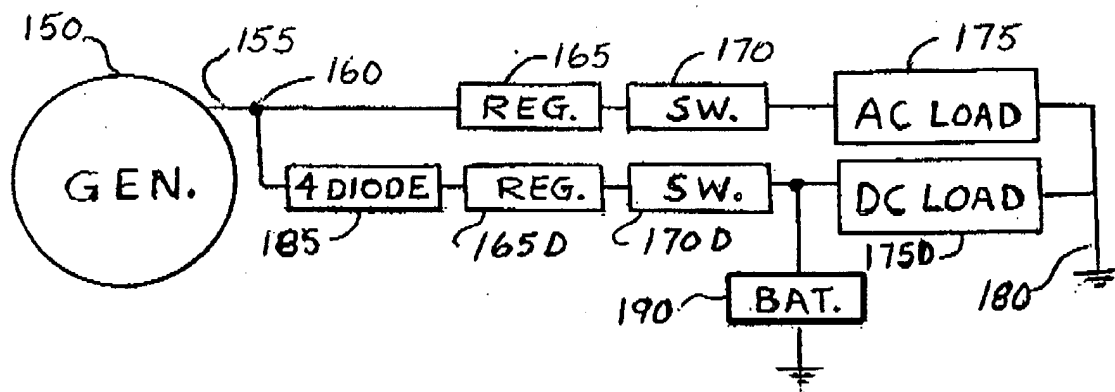 150
155
160
165
170
175
REG.
SW.
AC LOAD
GEN.
4 DIODE
REG.
SW.
DC LOAD
185
165D
170D
175D
180
190
BAT.